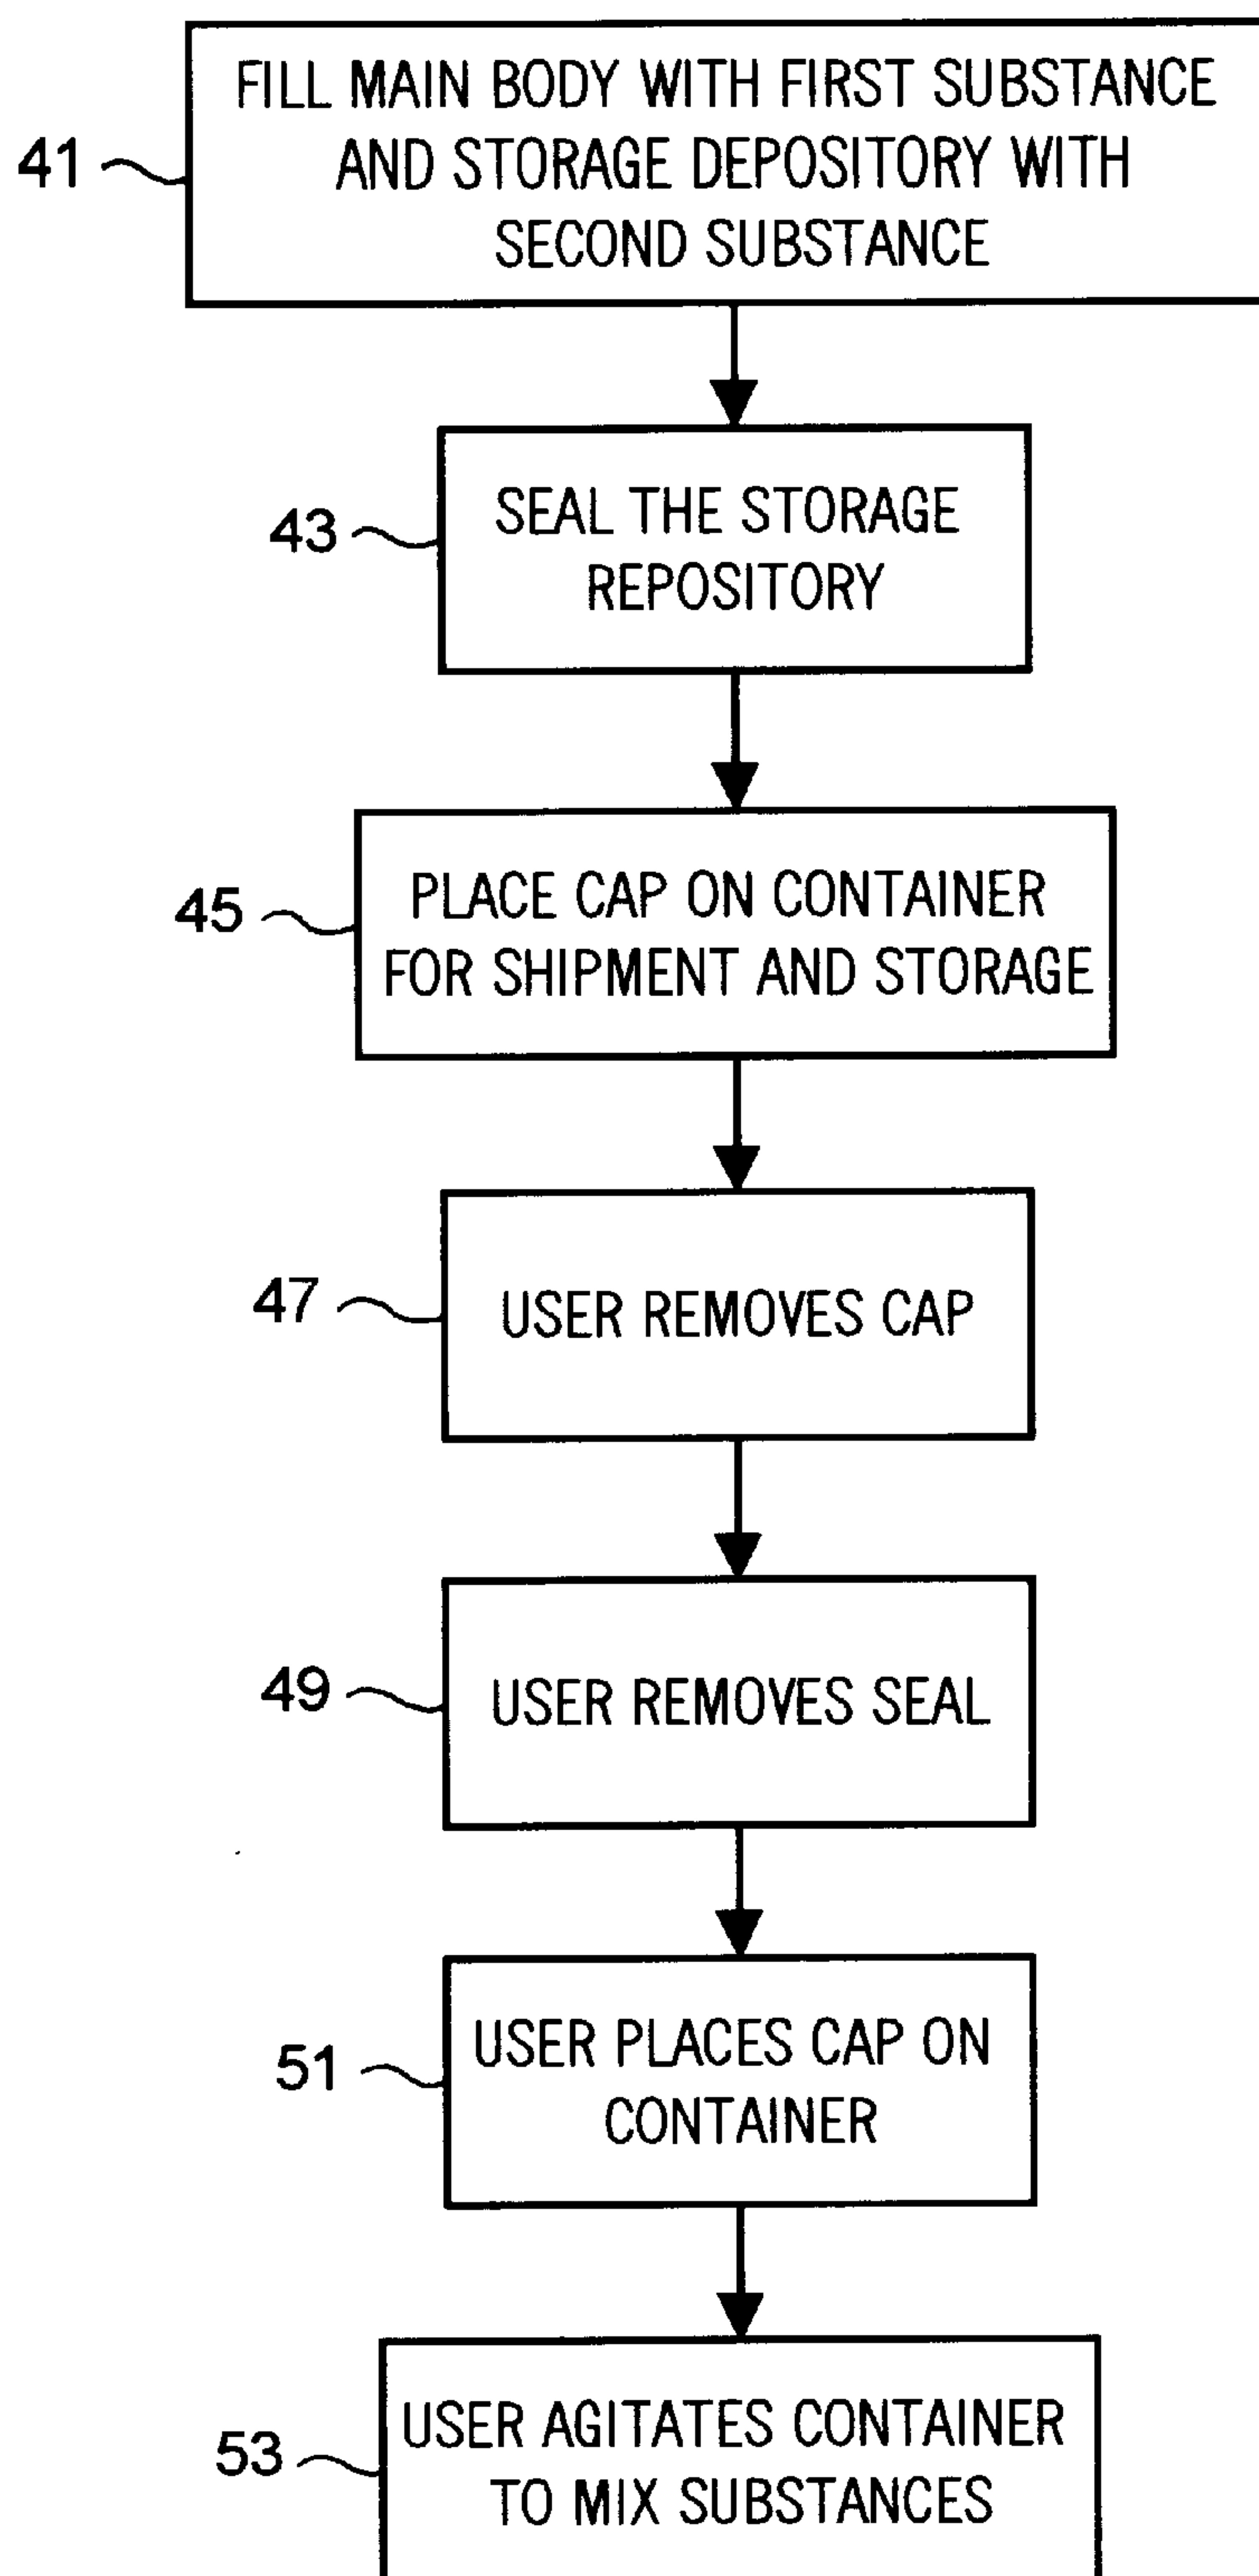 FILL MAIN BODY WITH FIRST SUBSTANCE
41
AND STORAGE DEPOSITORY WITH
SECOND SUBSTANCE
SEAL THE STORAGE
43
REPOSITORY
PLACE CAP ON CONTAINER
45
FOR SHIPMENT AND STORAGE
47
USER REMOVES CAP
49
USER REMOVES SEAL
USER PLACES CAP ON
51
CONTAINER
USER AGITATES CONTAINER
53
TO MIX SUBSTANCES